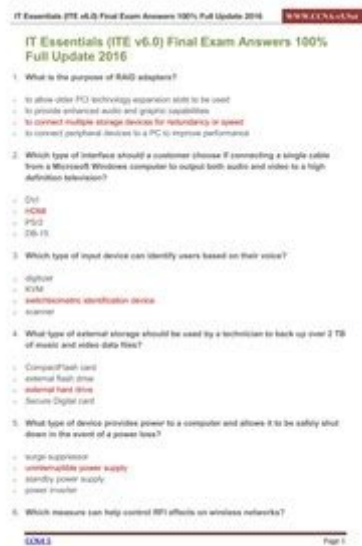 IT Essentials (ITE v6.0) Final Exam Answers 100% Full Update 2016
IT Essentials (ITE v6.0) Final Exam Answers 100%
Full Update 2016
1. What is the purpose of RAID adapters?
to allow older PCI technology expansion slots to be used
to provide enhanced audio and graphic capabilities
to connect multiple storage devices for redundancy or speed
to connect peripheral devices to a PC to improve performance
2. Which type of interface should a customer choose if connecting a single cable
from a Microsoft Windows computer to output both audio and video to a high
definition television?
DVI
HDMI
PS/2
DB-15
3. Which type of input device can identify users based on their voice?
digitizer
KVM
identification device
scanner
4. What type of external storage should be used by a technician to back up over 2 TB
of music and video data files?
CompactFlash card
external flash drive
external hard drive
Secure Digital card
5. What type of device provides power to a computer and allows it to be safely shut
down in the event of a power loss?
surge suppressor
uninterruptible power supply
standby power supply
power inverter
6. Which measure can help control RFI effects on wireless networks?
Page 1